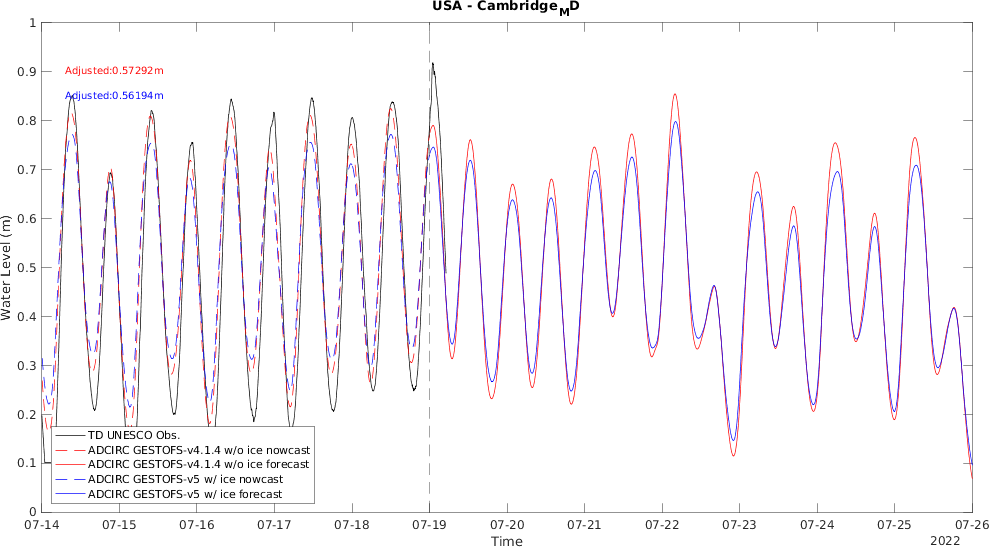 USA - CambridgeMD
Adjusted:0.57292m
Adjusted:0.56194m
Water Level (m)
1
0.9
0.8
0.7
0.6
0.5
0.4
0.3
0.2
0.1
0
TD UNESCO Obs.
ADCIRC GESTOFS-v4.1.4 w/o ice nowcast
ADCIRC GESTOFS-v4.1.4 w/o ice forecast
ADCIRC GESTOFS-v5 w/ ice nowcast
ADCIRC GESTOFS-v5 w/ ice forecast
07-14 07-15 07-16 07-17 07-18 07-19 07-20 07-21 07-22 07-23 07-24 07-25 07-26
Time
2022